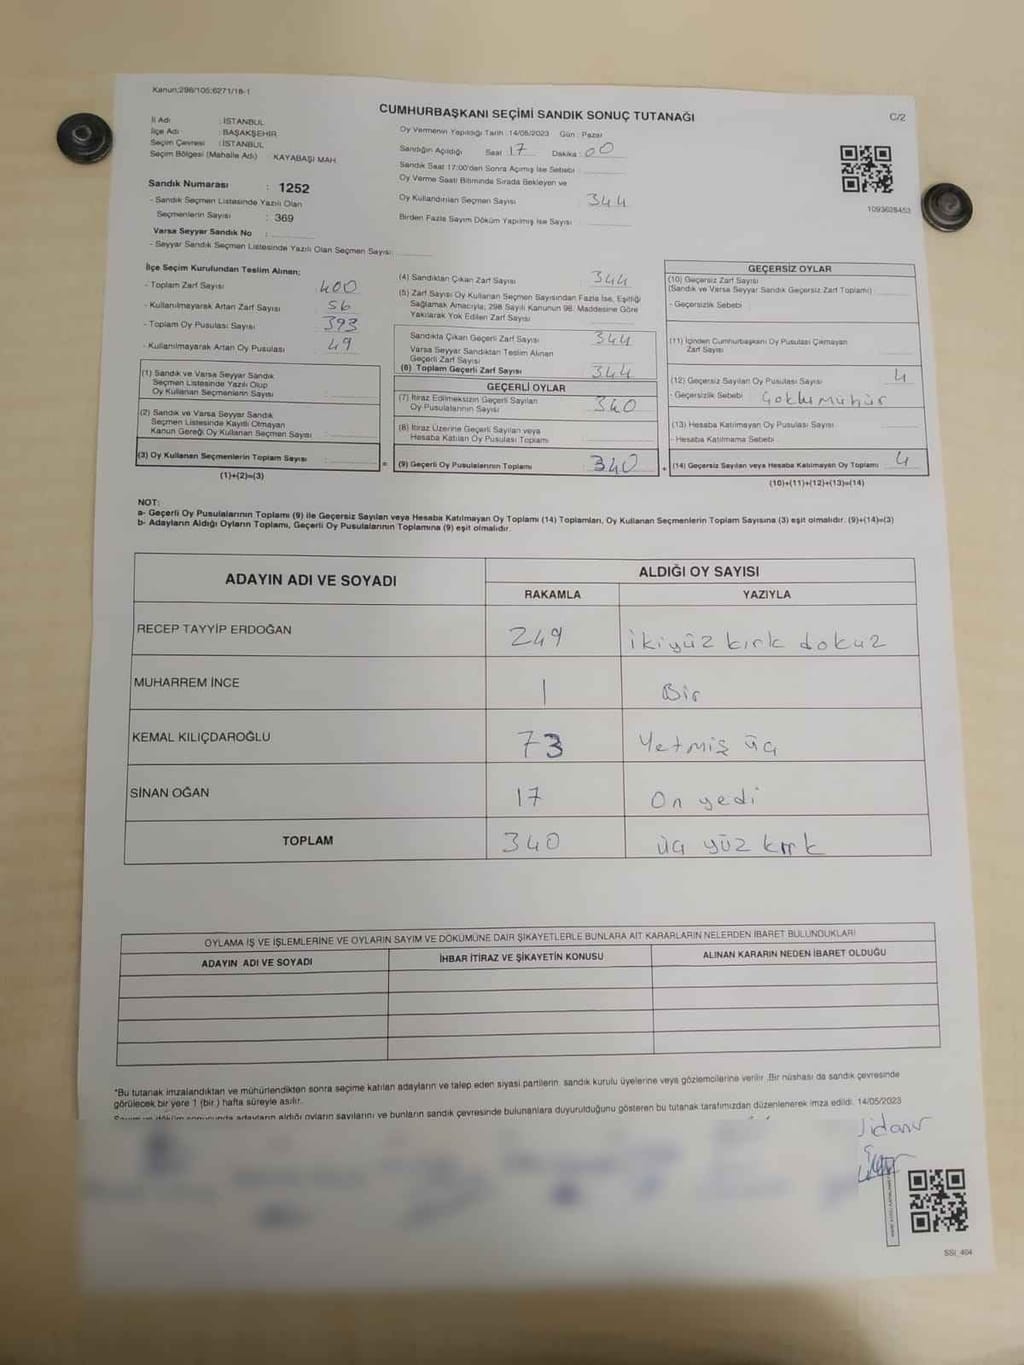 Kanun:298/105;6271/18-1
CUMHURBAŞKANI SEÇİMİ SANDIK SONUÇ TUTANAĞI
C/2
İl Adı : İSTANBUL
İlçe Adı : BAŞAKŞEHİR
Seçim Çevresi : İSTANBUL
Seçim Bölgesi (Mahalle Adı) KAYABAŞI MAH.
Sandık Numarası : 1252
- Sandık Seçmen Listesinde Yazılı Olan
Seçmenlerin Sayısı : 369
Varsa Seyyar Sandık No :
- Seyyar Sandık Seçmen Listesinde Yazılı Olan Seçmen Sayısı:
Oy Vermenin Yapıldığı Tarih : 14/05/2023 Gün : Pazar
Sandığın Açıldığı Saat 17 Dakika : 00
Sandık Saat 17:00'den Sonra Açımış İse Sebebi :
Oy Verme Saati Bitiminde Sırada Bekleyen ve
Oy Kullandırılan Seçmen Sayısı 344
Birden Fazla Sayım Döküm Yapılmış İse Sayısı :
1093628453
İlçe Seçim Kurulundan Teslim Alınan;
- Toplam Zarf Sayısı : 400
- Kullanılmayarak Artan Zarf Sayısı : 56
- Toplam Oy Pusulası Sayısı : 393
- Kullanılmayarak Artan Oy Pusulası : 49
(1) Sandık ve Varsa Seyyar Sandık
Seçmen Listesinde Yazılı Olup
Oy Kullanan Seçmenlerin Sayısı :
(2) Sandık ve Varsa Seyyar Sandık
Seçmen Listesinde Kayıtlı Olmayan
Kanun Gereği Oy Kullanan Seçmen Sayısı :
(3) Oy Kullanan Seçmenlerin Toplam Sayısı :
(1)+(2)=(3)
(4) Sandıktan Çıkan Zarf Sayısı 344
(5) Zarf Sayısı Oy Kullanan Seçmen Sayısından Fazla İse, Eşitliği
Sağlamak Amacıyla; 298 Sayılı Kanunun 98. Maddesine Göre
Yakılarak Yok Edilen Zarf Sayısı
Sandıkta Çıkan Geçerli Zarf Sayısı 344
Varsa Seyyar Sandıktan Teslim Alınan
Geçerli Zarf Sayısı
(6) Toplam Geçerli Zarf Sayısı 344
GEÇERLİ OYLAR
(7) İtiraz Edilmeksizin Geçerli Sayılan
Oy Pusulalarının Sayısı 340
(8) İtiraz Üzerine Geçerli Sayılan veya
Hesaba Katılan Oy Pusulası Toplamı
= (9) Geçerli Oy Pusulalarının Toplamı 340
GEÇERSİZ OYLAR
(10) Geçersiz Zarf Sayısı
(Sandık ve Varsa Seyyar Sandık Geçersiz Zarf Toplamı)
- Geçersizlik Sebebi :
(11) İçinden Cumhurbaşkanı Oy Pusulası Çıkmayan
Zarf Sayısı
(12) Geçersiz Sayılan Oy Pusulası Sayısı 4
- Geçersizlik Sebebi : Çoklu mühür
(13) Hesaba Katılmayan Oy Pusulası Sayısı
- Hesaba Katılmama Sebebi :
+ (14) Geçersiz Sayılan veya Hesaba Katılmayan Oy Toplamı 4
(10)+(11)+(12)+(13)=(14)
NOT:
a- Geçerli Oy Pusulalarının Toplamı (9) ile Geçersiz Sayılan veya Hesaba Katılmayan Oy Toplamı (14) Toplamları, Oy Kullanan Seçmenlerin Toplam Sayısına (3) eşit olmalıdır. (9)+(14)=(3)
b- Adayların Aldığı Oyların Toplamı, Geçerli Oy Pusulalarının Toplamına (9) eşit olmalıdır.
ADAYIN ADI VE SOYADI
ALDIĞI OY SAYISI
RAKAMLA YAZIYLA
RECEP TAYYİP ERDOĞAN 249 ikiyüz kırk dokuz
MUHARREM İNCE 1 Bir
KEMAL KILIÇDAROĞLU 73 Yetmiş üç
SİNAN OĞAN 17 On yedi
TOPLAM 340 üç yüz kırk
OYLAMA İŞ VE İŞLEMLERİNE VE OYLARIN SAYIM VE DÖKÜMÜNE DAİR ŞİKAYETLERLE BUNLARA AİT KARARLARIN NELERDEN İBARET BULUNDUKLARI
ADAYIN ADI VE SOYADI İHBAR İTİRAZ VE ŞİKAYETİN KONUSU ALINAN KARARIN NEDEN İBARET OLDUĞU
*Bu tutanak imzalandıktan ve mühürlendikten sonra seçime katılan adayların ve talep eden siyasi partilerin, sandık kurulu üyelerine veya gözlemcilerine verilir. Bir nüshası da sandık çevresinde
görülecek bir yere 1 (bir ) hafta süreyle asılır.
Sayım ve döküm sonucunda adayların aldığı oyların sayılarını ve bunların sandık çevresinde bulunanlara duyurulduğunu gösteren bu tutanak tarafımızdan düzenlenerek imza edildi. 14/05/2023
SSI_404